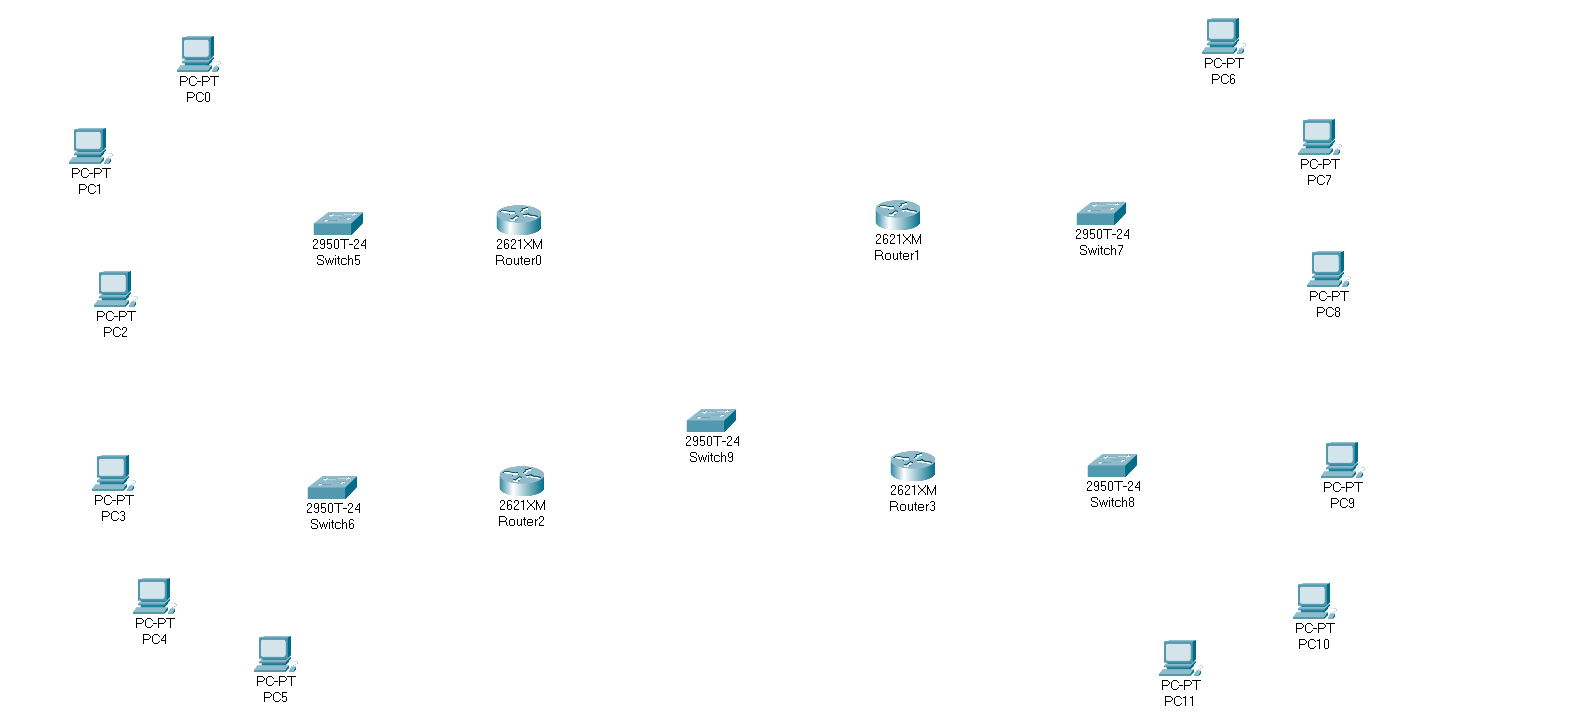 PC-PT
PC0
PC-PT
PC6
PC-PT
PC1
PC-PT
PC7
2950T-24
Switch5
2621XM
Router0
2621XM
Router1
2950T-24
Switch7
PC-PT
PC2
PC-PT
PC8
2950T-24
Switch9
PC-PT
PC3
2950T-24
Switch6
2621XM
Router2
2621XM
Router3
2950T-24
Switch8
PC-PT
PC9
PC-PT
PC4
PC-PT
PC10
PC-PT
PC5
PC-PT
PC11